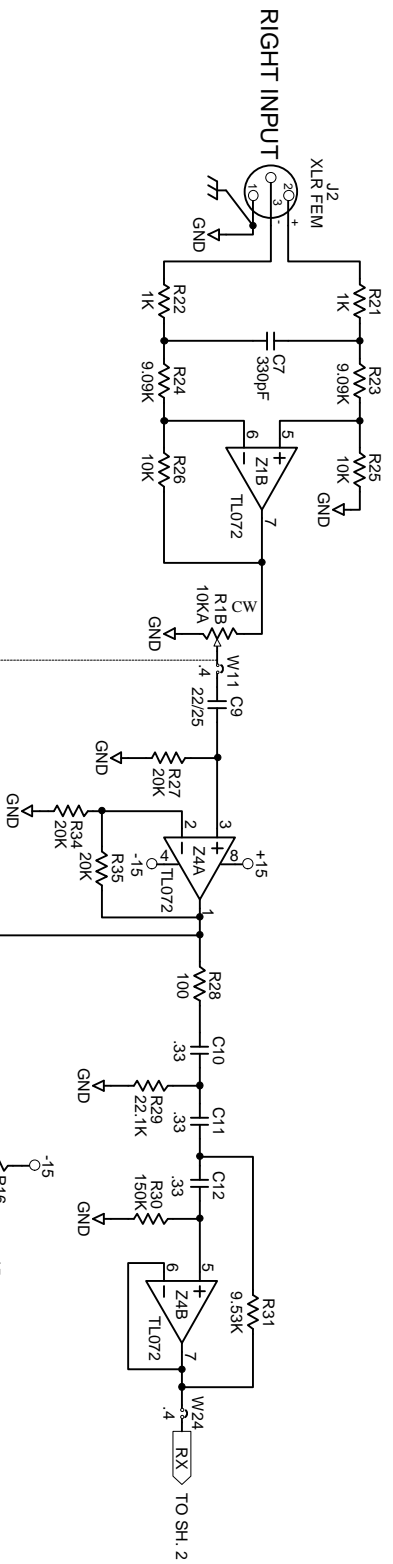 RIGHT INPUT
J2
XLR FEM
2
3
1
+
-
GND
R21
1K
R22
1K
C7
330pF
R23
9.09K
R24
9.09K
R25
10K
GND
R26
10K
5
6
+
-
Z1B
TL072
7
CW
R1B
10KA
GND
W11
.4
C9
22/25
R27
20K
GND
3
2
+
-
Z4A
TL072
8
+15
4
-15
1
R34
20K
GND
R35
20K
R28
100
C10
.33
R29
22.1K
GND
C11
.33
C12
.33
R30
150K
GND
R31
9.53K
5
6
+
-
Z4B
TL072
7
W24
.4
RX
TO SH. 2
-15
R16